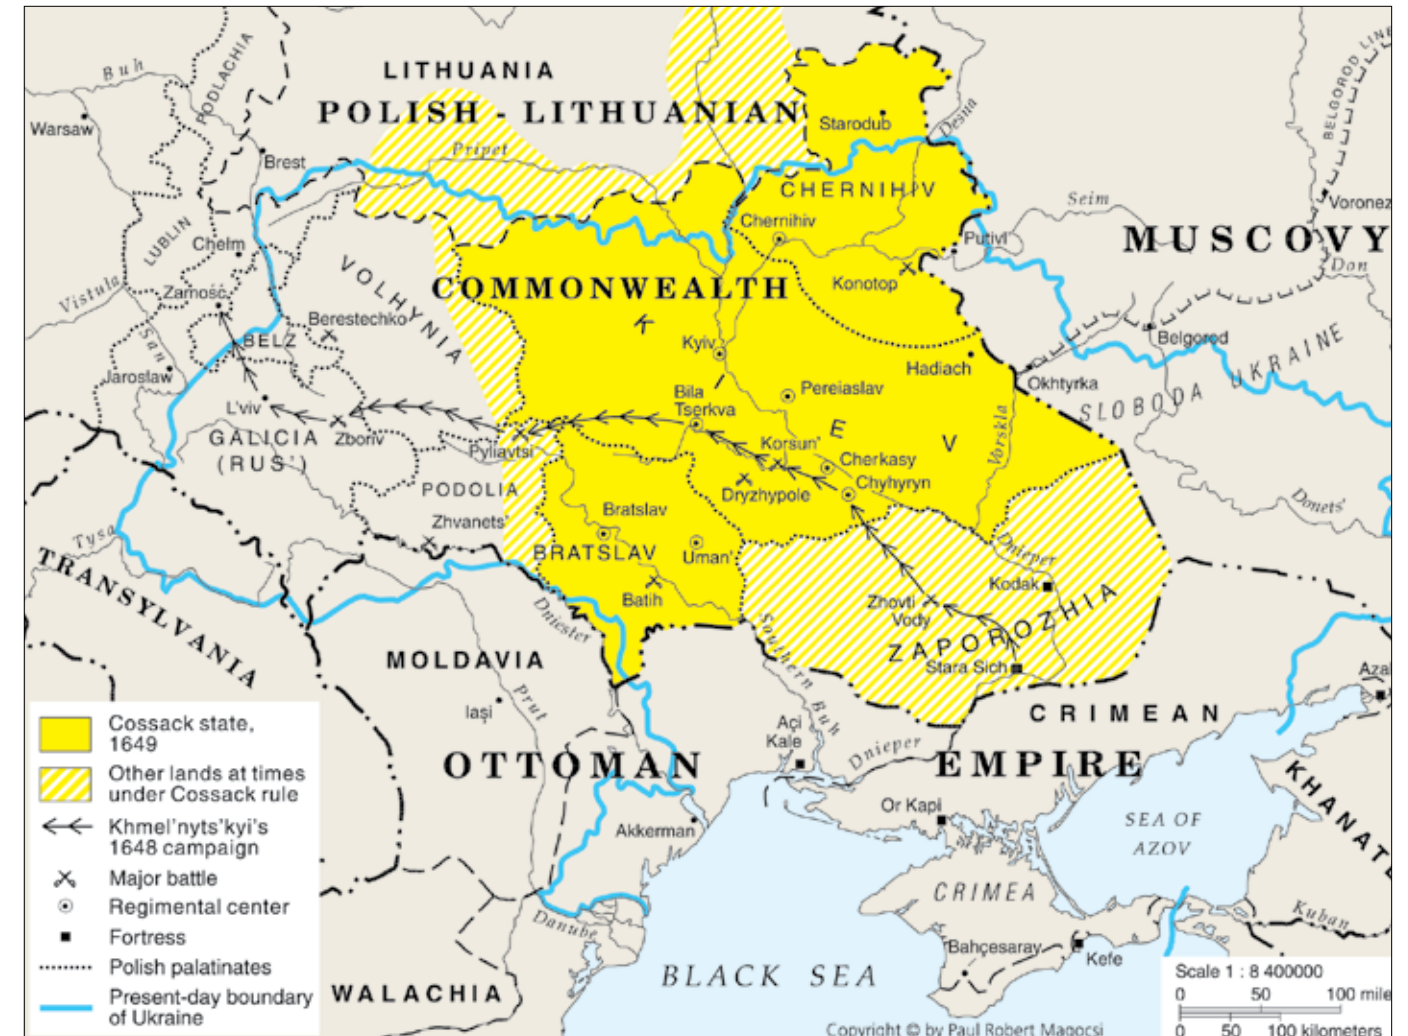 LITHUANIA
POLISH - LITHUANIAN
COMMONWEALTH
MUSCOVY
BELGOROD LINE
Buh
PODLACHIA
Warsaw
Brest
Pripet
Starodub
Desna
CHERNIHIV
Chernihiv
Seim
Voronez
Putivl'
Don
LUBLIN
Chelm
VOLHYNIA
Konotop
Vistula
Zamość
Berestechko
BELZ
San
Kyiv
K E V
Belgorod
Jaroslaw
Hadiach
Okhtyrka
SLOBODA UKRAINE
Pereiaslav
Bila
Tserkva
L'viv
Zboriv
GALICIA
(RUS')
Pyliavtsi
Korsun'
Vorskla
Cherkasy
Chyhyryn
Dryzhypole
PODOLIA
Zhvanets'
Bratslav
BRATSLAV
Uman'
Donets'
Tysa
TRANSYLVANIA
Batih
Dniester
Dnieper
Kodak
Zhovti
Vody
ZAPOROZHIA
Stara Sich
Southern Buh
MOLDAVIA
Iaşi
Prut
Azak
CRIMEAN
KHANATE
Açi
Kale
Dnieper
OTTOMAN EMPIRE
Or Kapi
SEA OF
AZOV
Akkerman
CRIMEA
Danube
Kuban
Bahçesaray
Kefe
BLACK SEA
WALACHIA
Cossack state,
1649
Other lands at times
under Cossack rule
Khmel'nyts'kyi's
1648 campaign
Major battle
Regimental center
Fortress
Polish palatinates
Present-day boundary
of Ukraine
Scale 1 : 8 400000
0 50 100 mile
0 50 100 kilometers
Copyright © by Paul Robert Magocsi